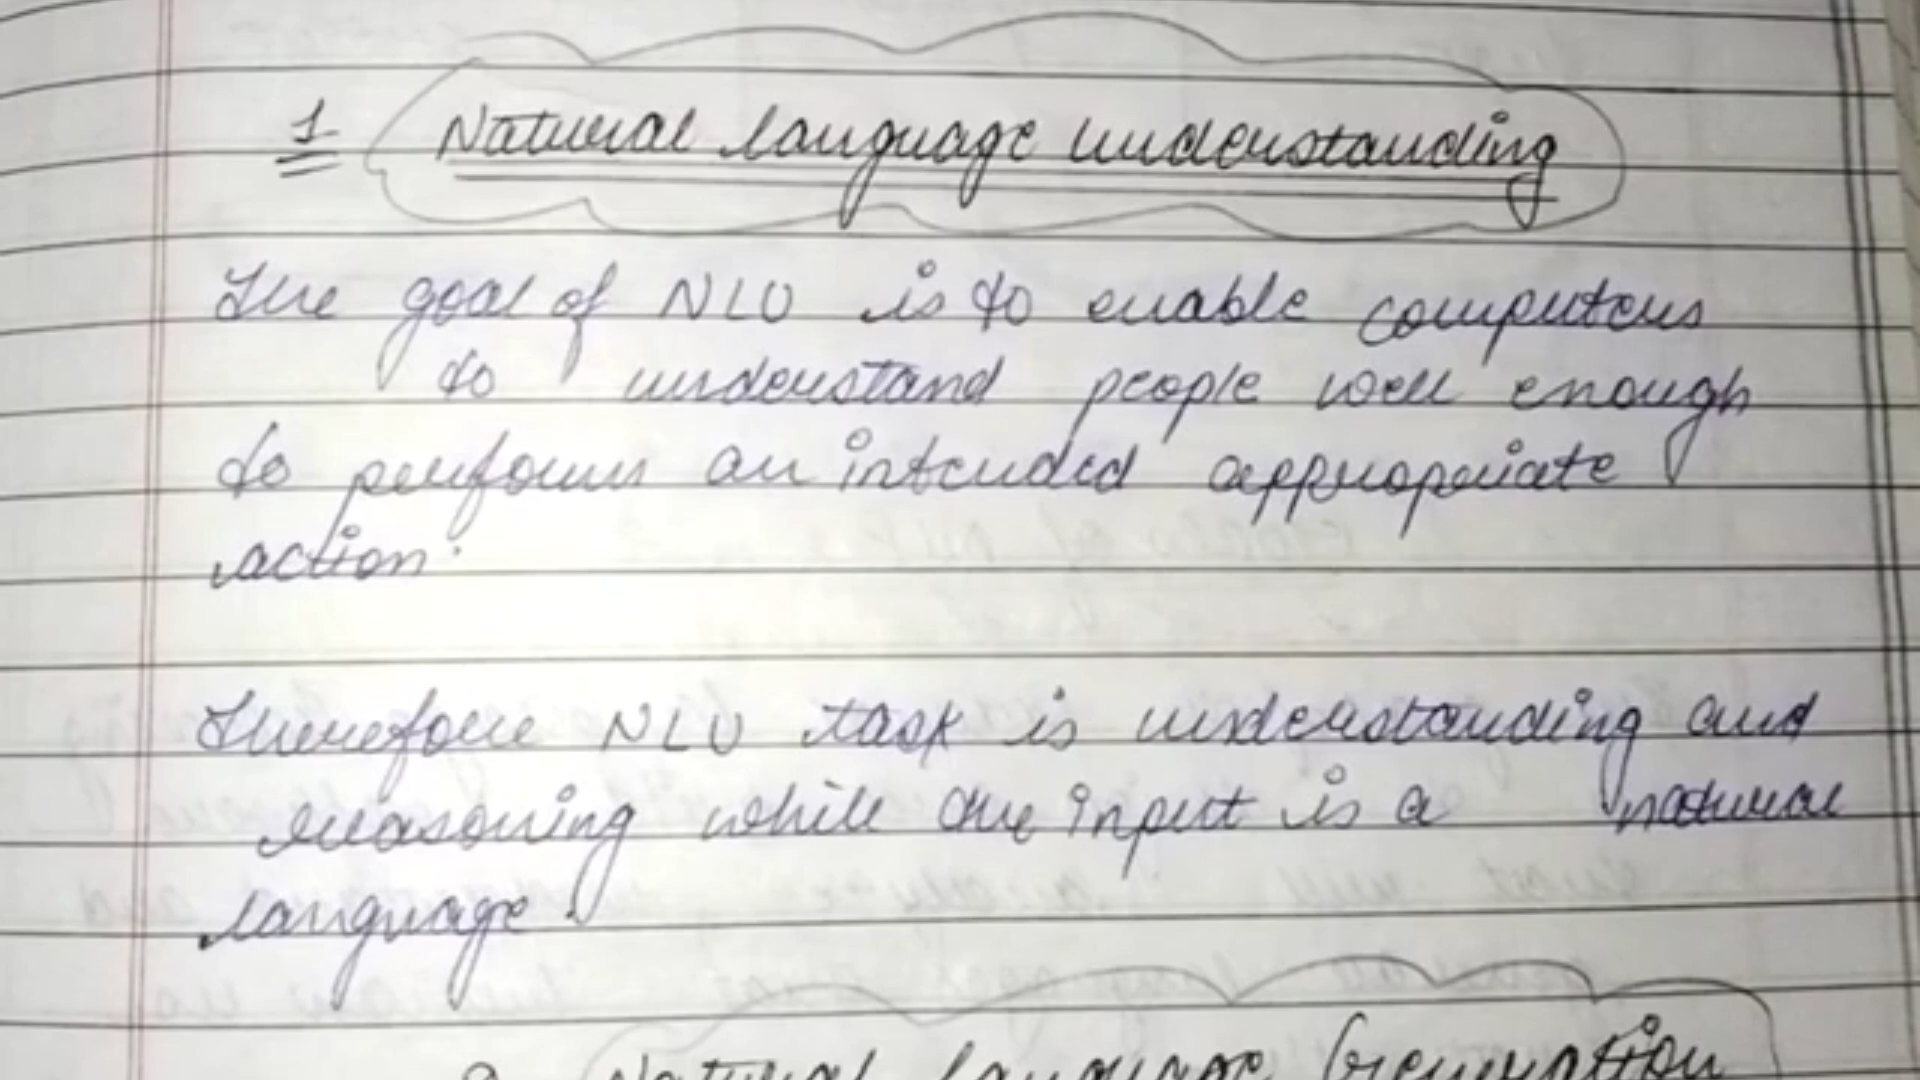 1 Natural language understanding
The goal of NLU is to enable computers
to understand people well enough
to perform an intended appropriate
action.
Therefore NLU task is understanding and
reasoning while the input is a natural
language.
2 Natural language Generation